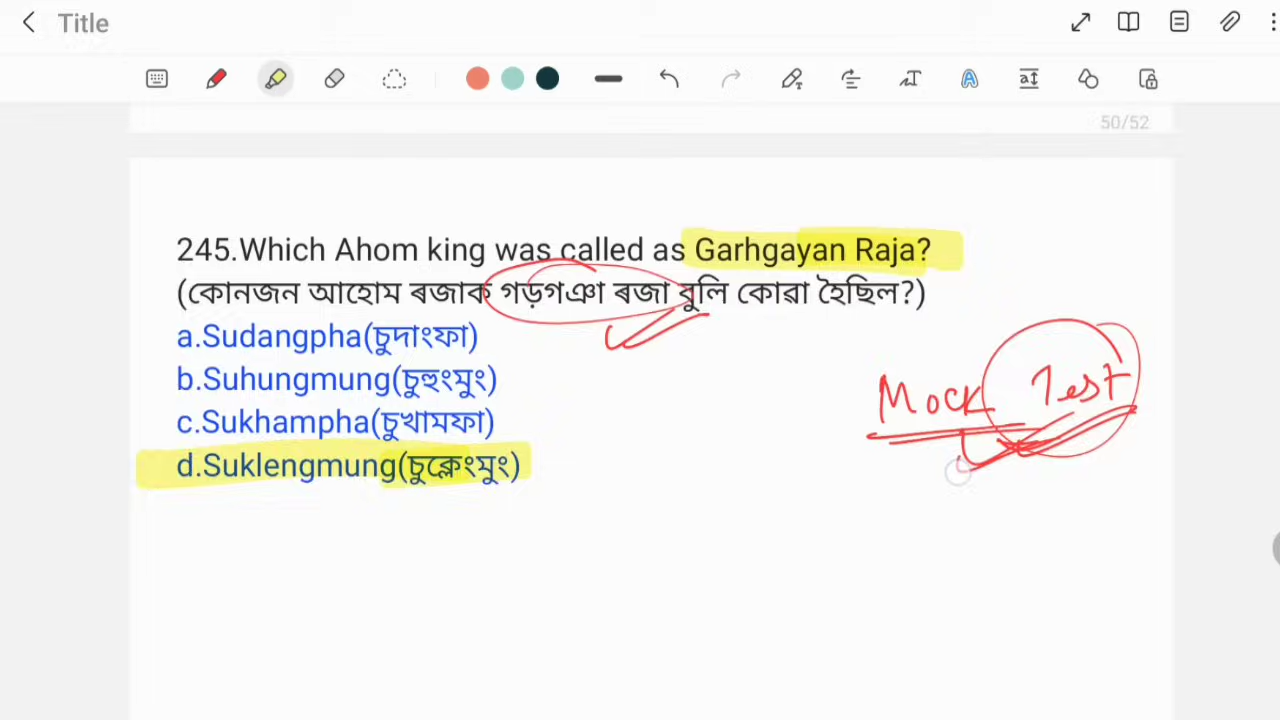 Title
50/52
245.Which Ahom king was called as Garhgayan Raja?
(কোনজন আহোম ৰজাক গড়গঞা ৰজা বুলি কোৱা হৈছিল?)
a.Sudangpha(চুদাংফা)
b.Suhungmung(চুহুংমুং)
c.Sukhampha(চুখামফা)
d.Suklengmung(চুক্লেংমুং)
Mock Test